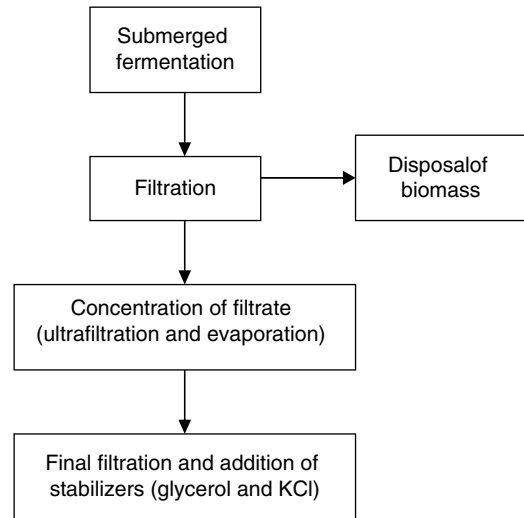 Submerged
fermentation
Filtration
Disposalof
biomass
Concentration of filtrate
(ultrafiltration and evaporation)
Final filtration and addition of
stabilizers (glycerol and KCl)